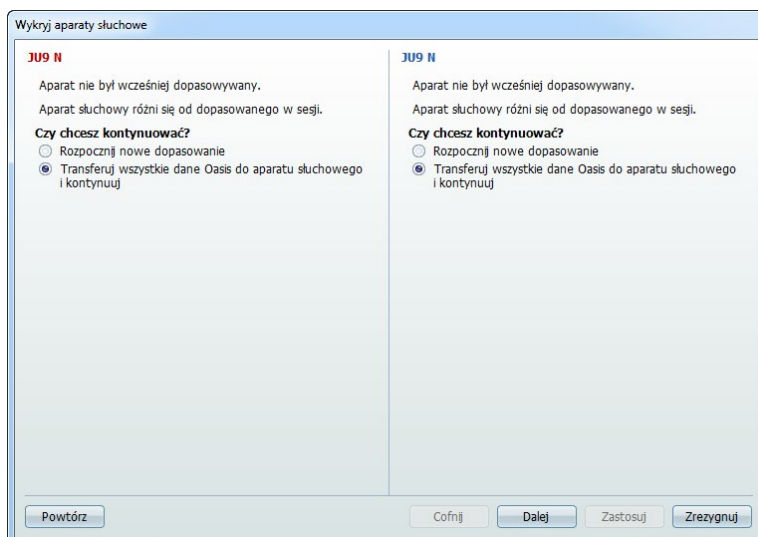 Wykryj aparaty słuchowe
JU9 N
Aparat nie był wcześniej dopasowywany.
Aparat słuchowy różni się od dopasowanego w sesji.
Czy chcesz kontynuować?
Rozpocznij nowe dopasowanie
Transferuj wszystkie dane Oasis do aparatu słuchowego
i kontynuuj
JU9 N
Aparat nie był wcześniej dopasowywany.
Aparat słuchowy różni się od dopasowanego w sesji.
Czy chcesz kontynuować?
Rozpocznij nowe dopasowanie
Transferuj wszystkie dane Oasis do aparatu słuchowego
i kontynuuj
Powtórz
Cofnij
Dalej
Zastosuj
Zrezygnuj